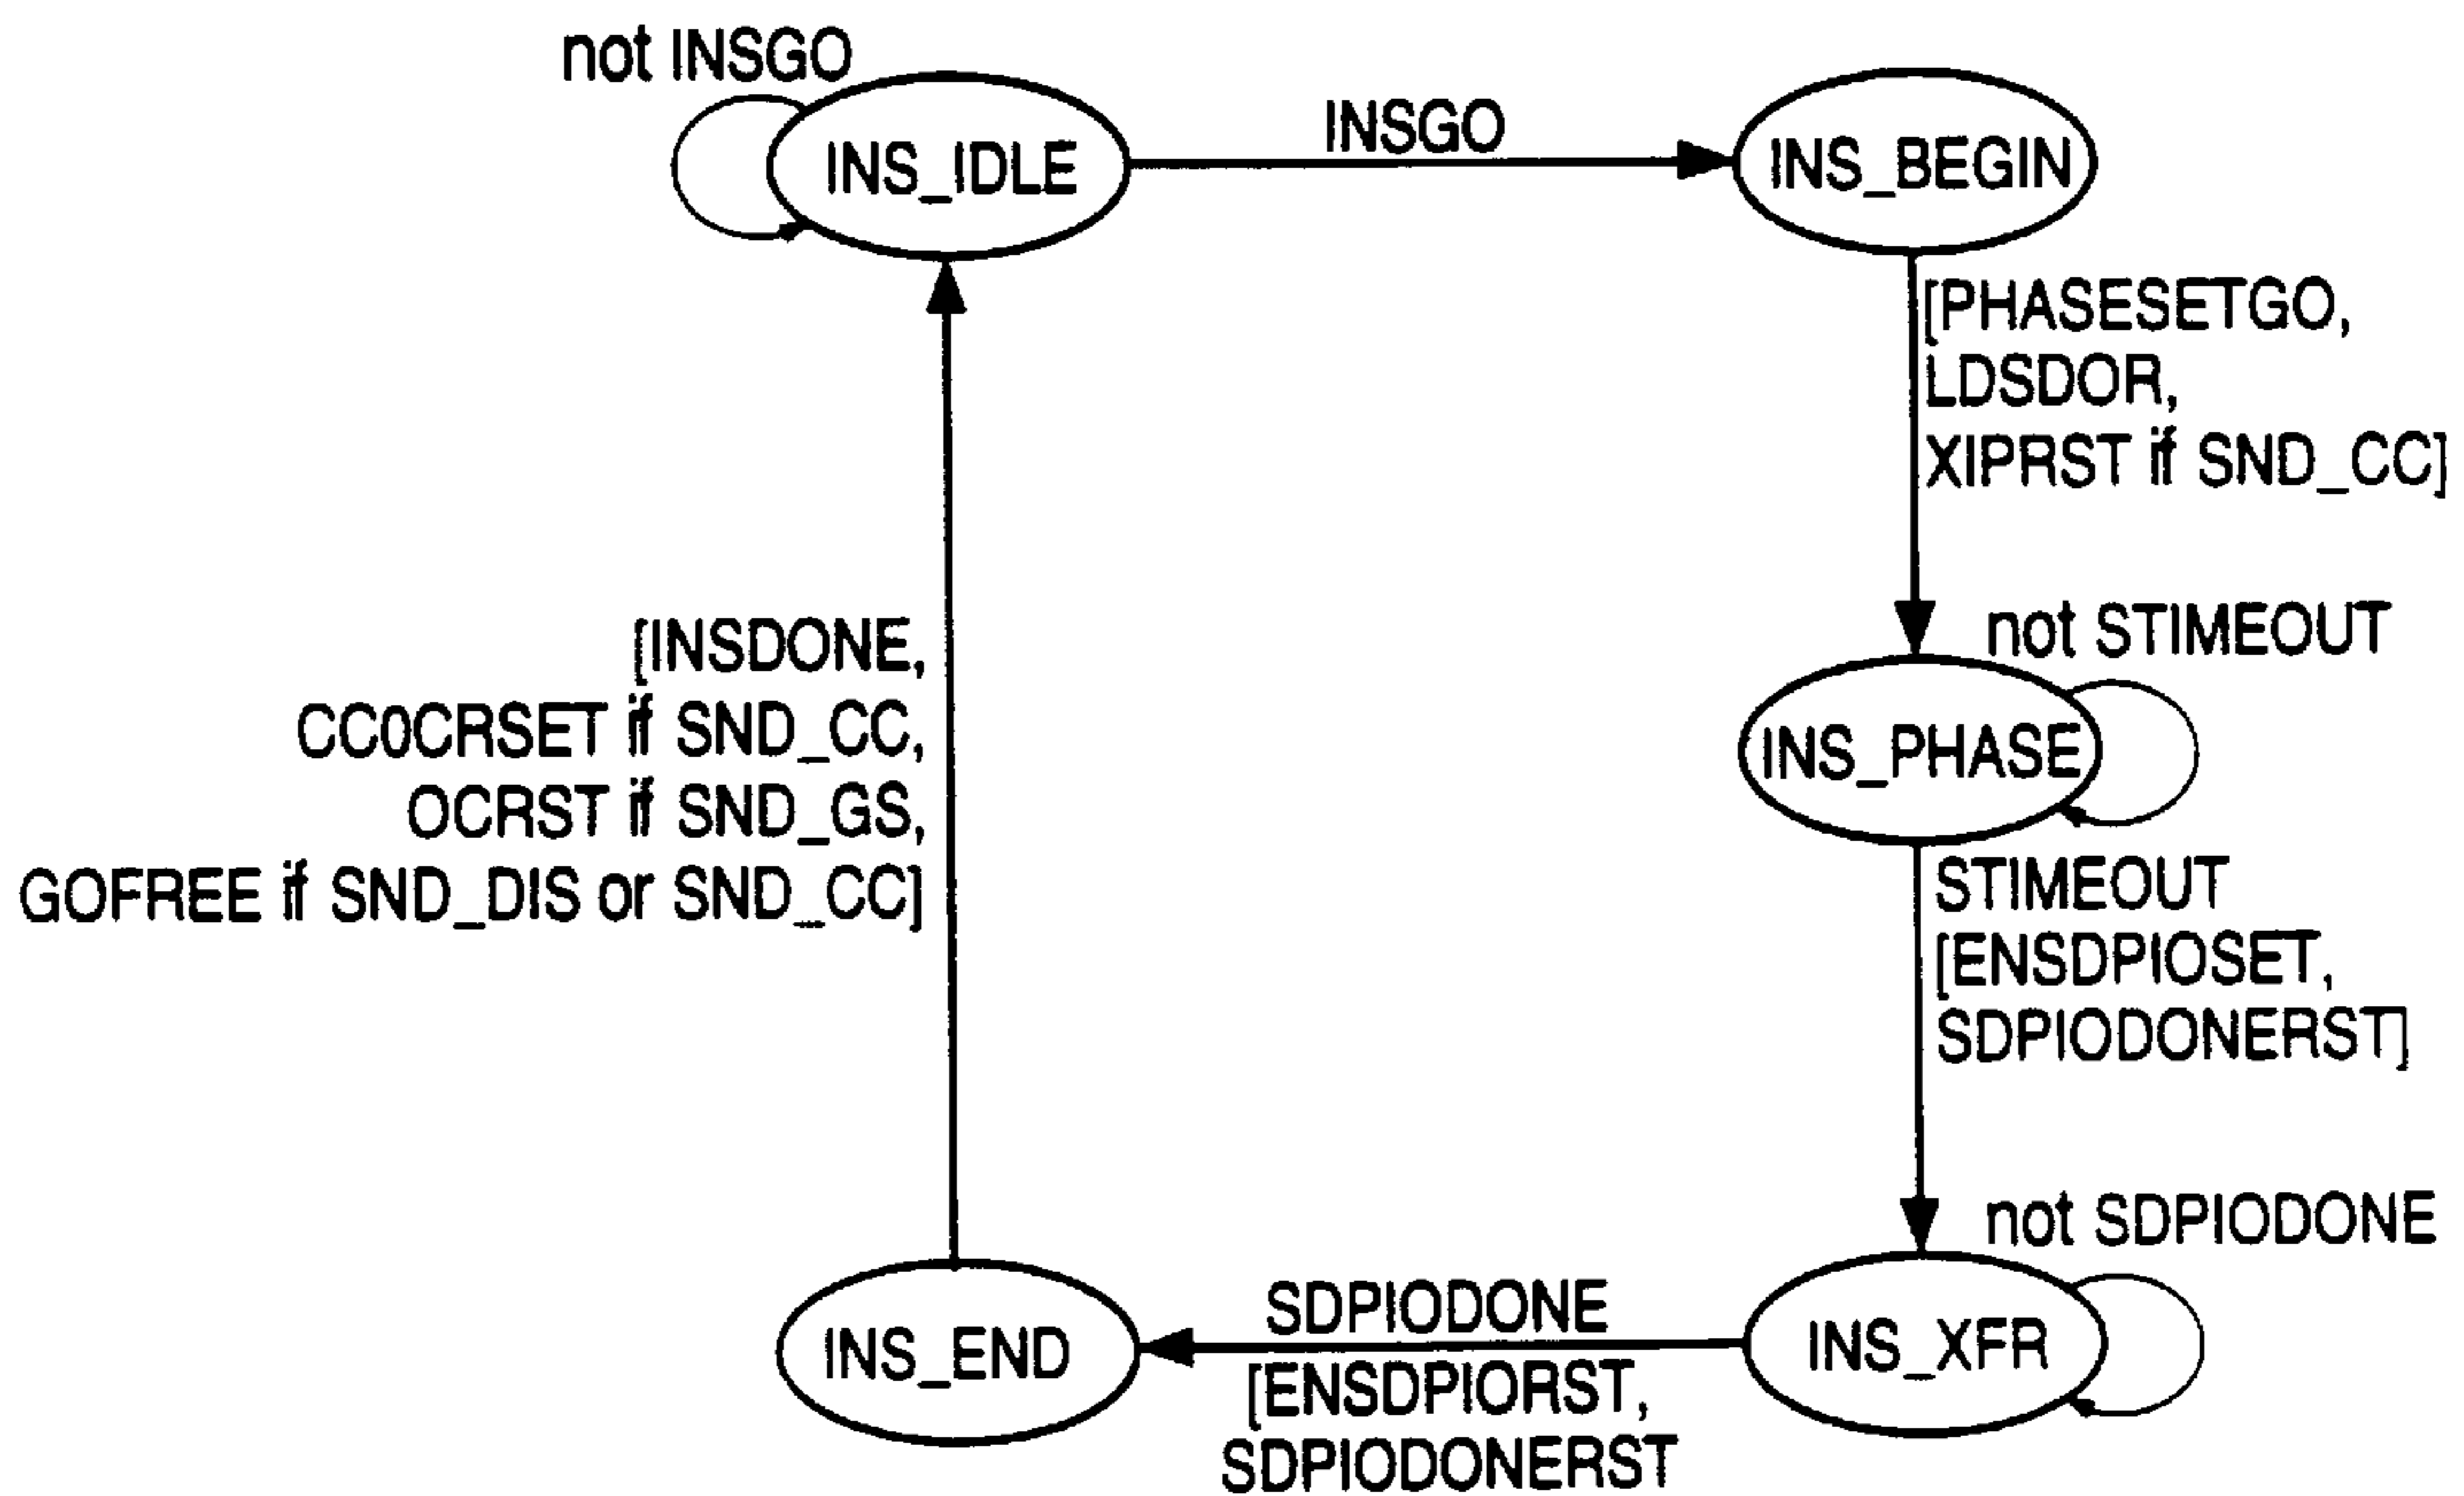 not INSGO
INS_IDLE
INSGO
INS_BEGIN
[PHASESETGO,
LDSDOR,
XIPRST if SND_CC]
not STIMEOUT
INS_PHASE
STIMEOUT
[ENSDPIOSET,
SDPIODONERST]
not SDPIODONE
INS_XFR
SDPIODONE
[ENSDPIORST,
SDPIODONERST
INS_END
[INSDONE,
CC0CRSET if SND_CC,
OCRST if SND_GS,
GOFREE if SND_DIS or SND_CC]